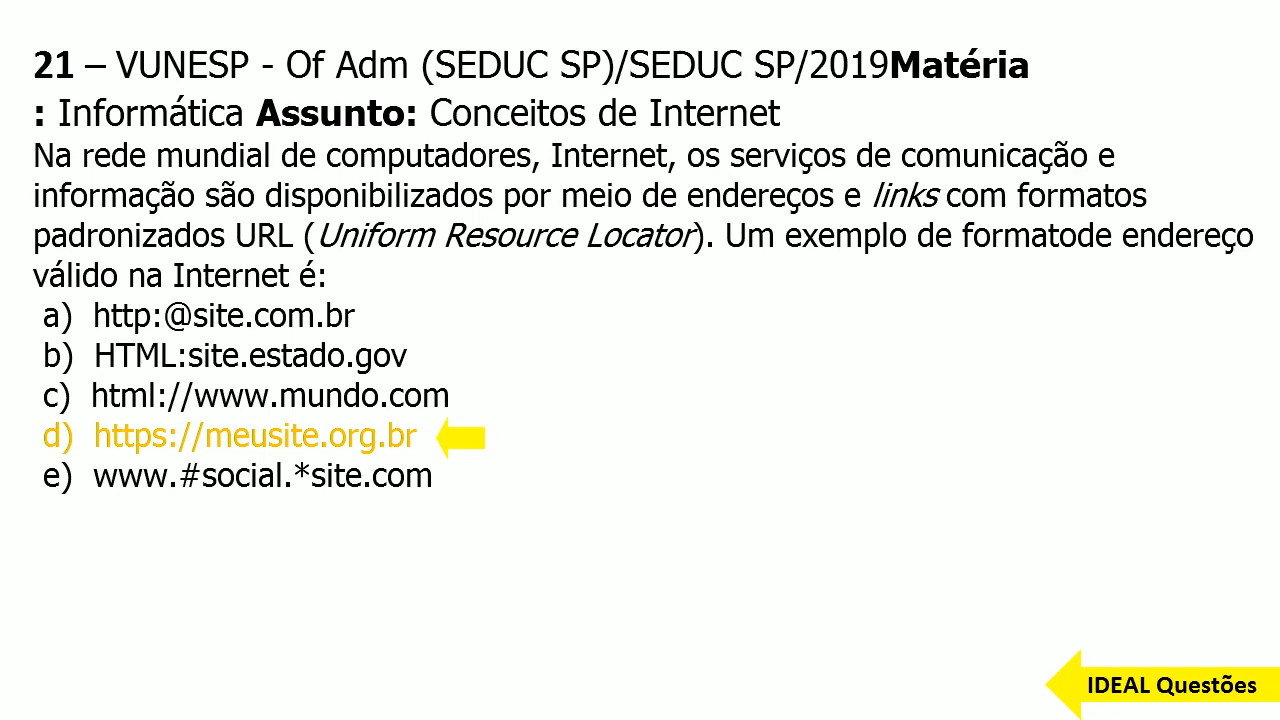 21 – VUNESP - Of Adm (SEDUC SP)/SEDUC SP/2019Matéria
: Informática Assunto: Conceitos de Internet
Na rede mundial de computadores, Internet, os serviços de comunicação e
informação são disponibilizados por meio de endereços e links com formatos
padronizados URL (Uniform Resource Locator). Um exemplo de formatode endereço
válido na Internet é:
a) http:@site.com.br
b) HTML:site.estado.gov
c) html://www.mundo.com
d) https://meusite.org.br
e) www.#social.*site.com
IDEAL Questões